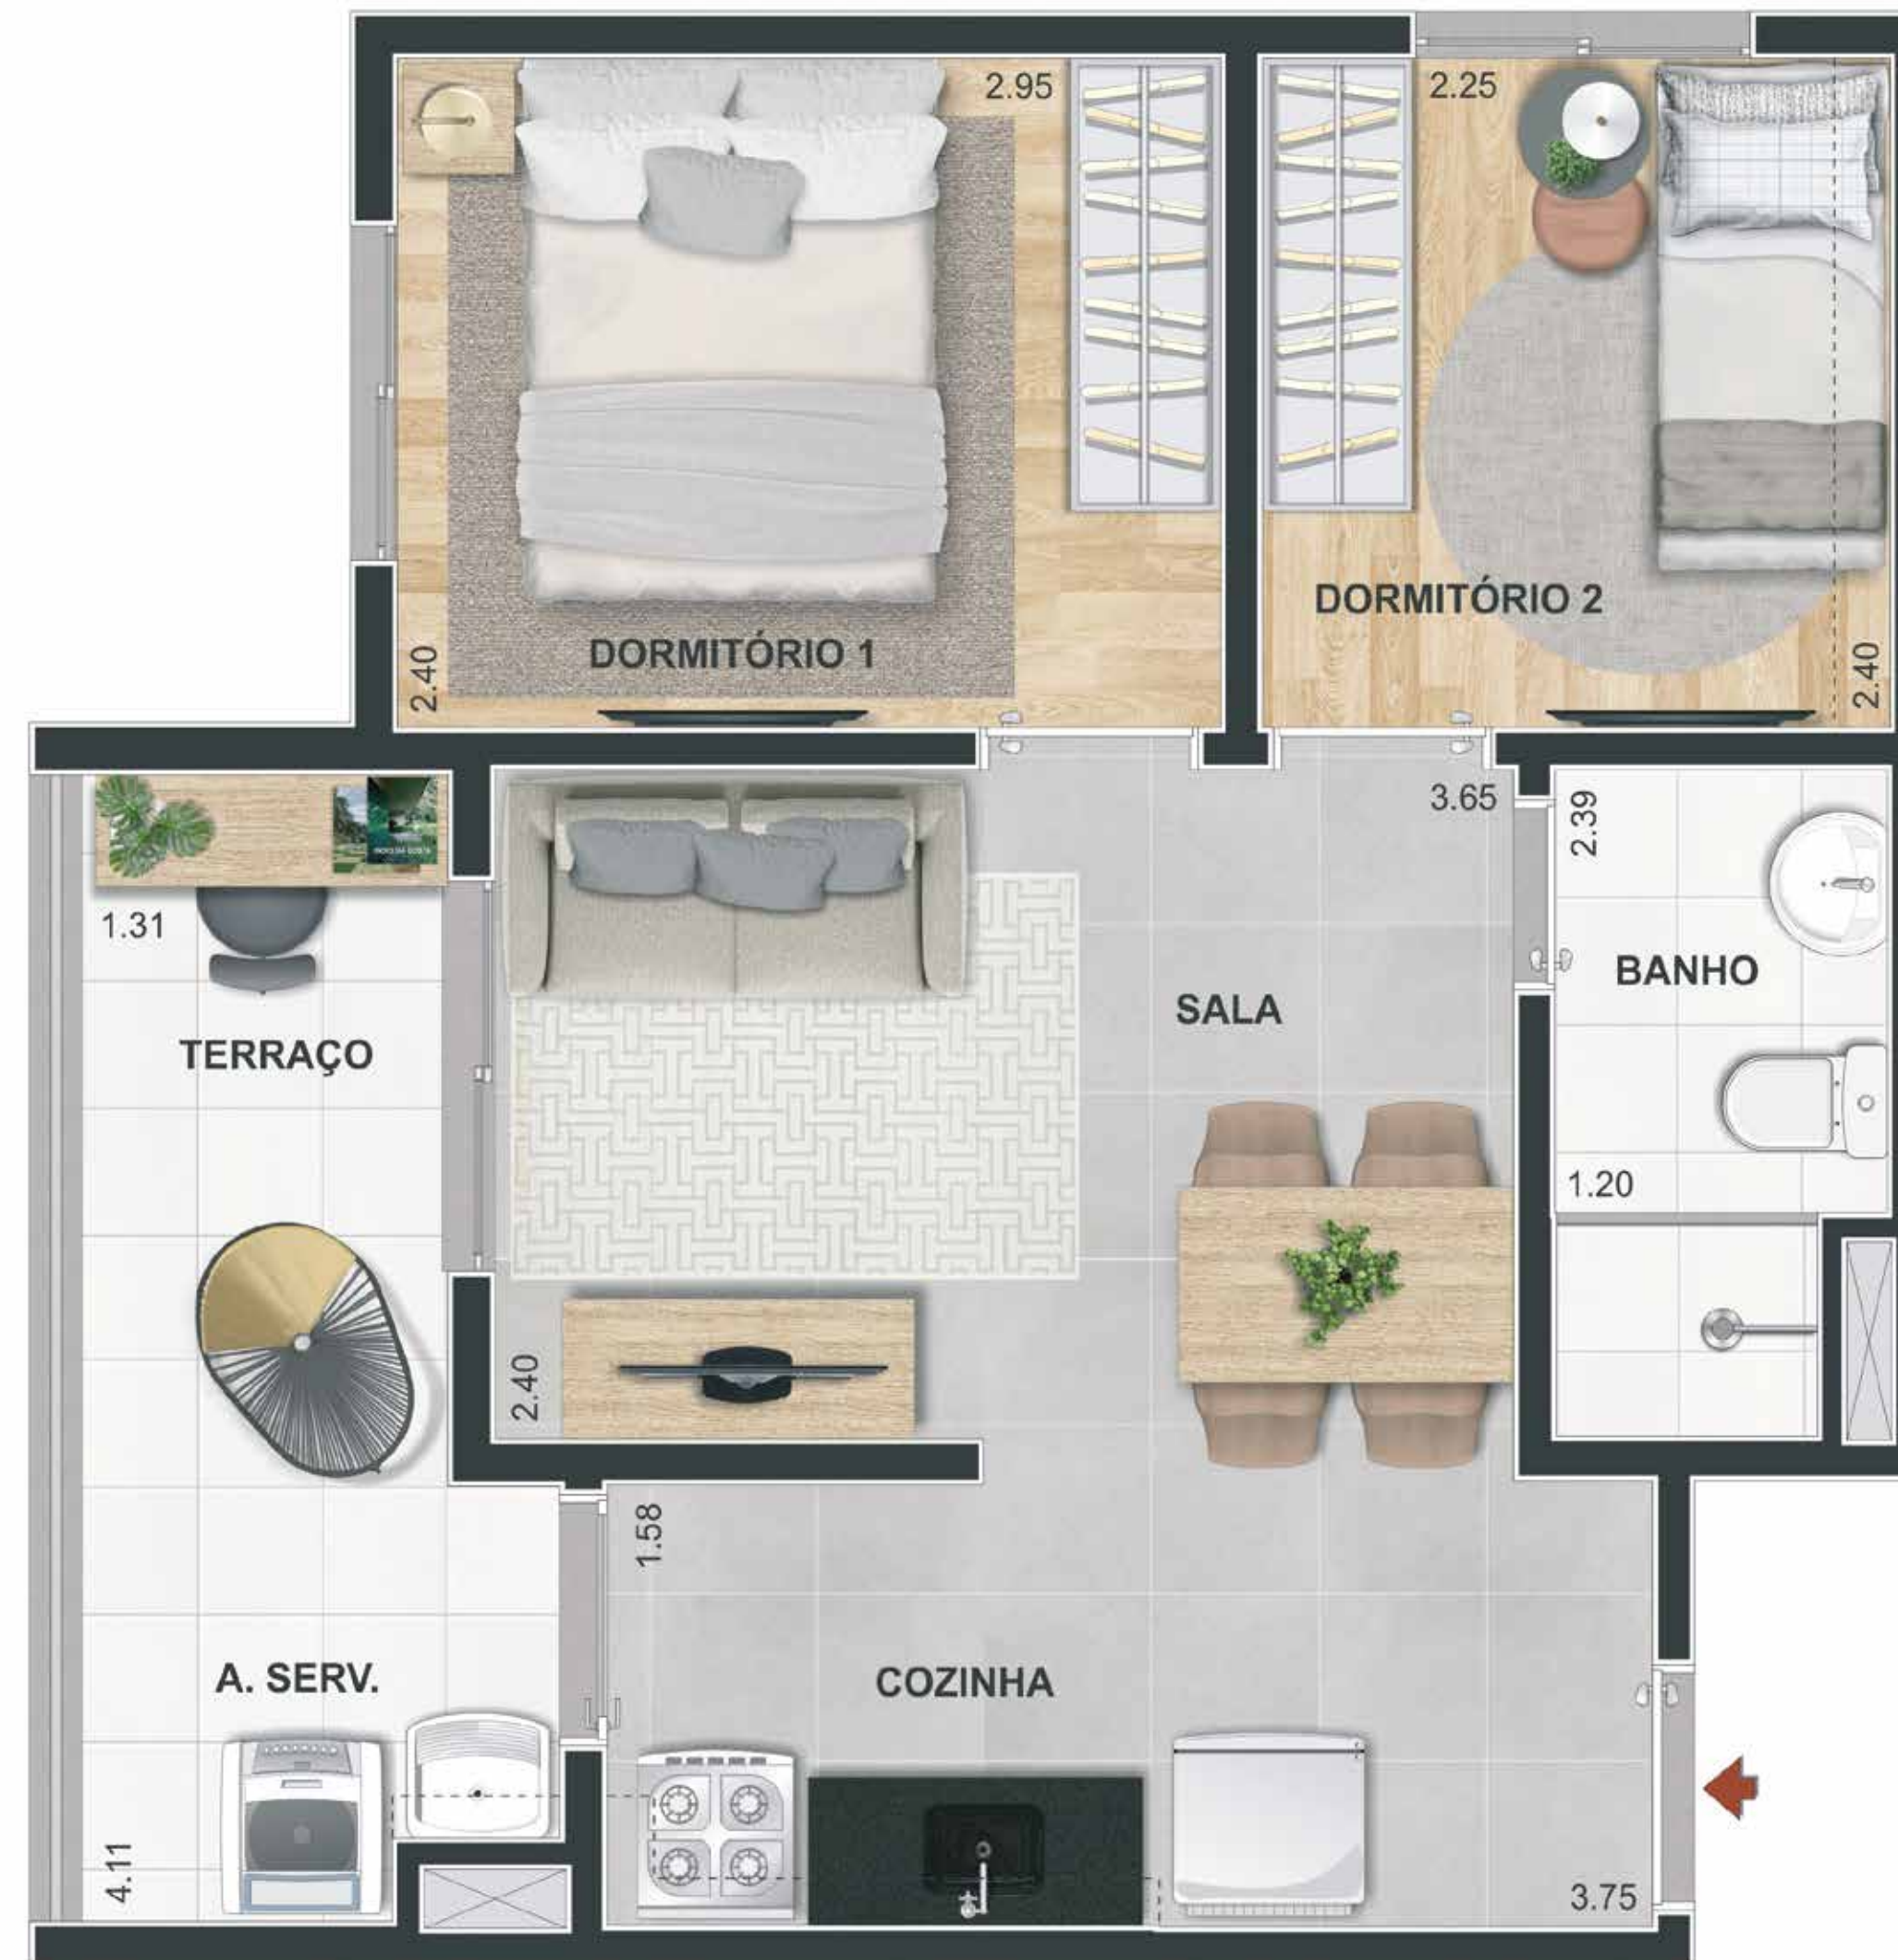 2.95
2.25
DORMITÓRIO 1
DORMITÓRIO 2
2.40
2.40
3.65
2.39
1.31
BANHO
SALA
TERRAÇO
1.20
2.40
1.58
A. SERV.
COZINHA
4.11
3.75